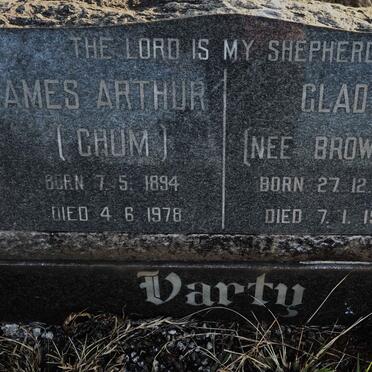 THE LORD IS MY SHEPHERD
AMES ARTHUR
(CHUM)
BORN 7.5.1894
DIED 4.6.1978
GLAD
(NEE BROW
BORN 27.12.
DIED 7.1.1
Varty